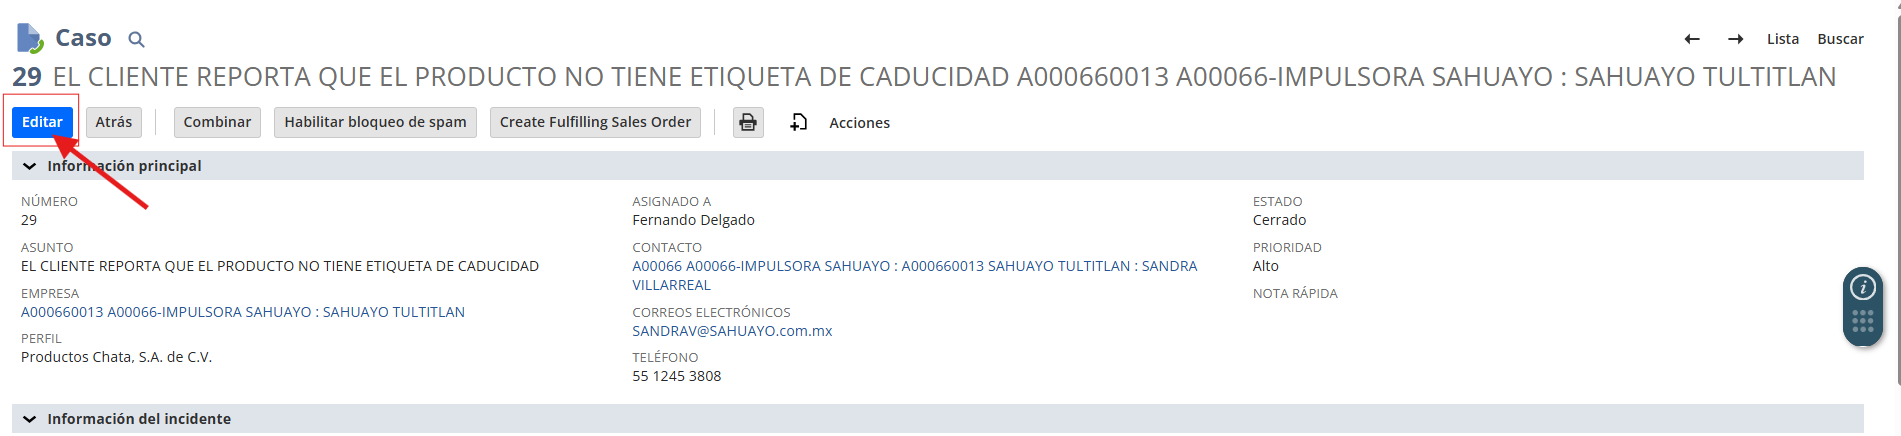 Caso
Lista Buscar
29 EL CLIENTE REPORTA QUE EL PRODUCTO NO TIENE ETIQUETA DE CADUCIDAD A000660013 A00066-IMPULSORA SAHUAYO : SAHUAYO TULTITLAN
Editar Atrás Combinar Habilitar bloqueo de spam Create Fulfilling Sales Order Acciones
Información principal
NÚMERO
29
ASUNTO
EL CLIENTE REPORTA QUE EL PRODUCTO NO TIENE ETIQUETA DE CADUCIDAD
EMPRESA
A000660013 A00066-IMPULSORA SAHUAYO : SAHUAYO TULTITLAN
PERFIL
Productos Chata, S.A. de C.V.
ASIGNADO A
Fernando Delgado
CONTACTO
A00066 A00066-IMPULSORA SAHUAYO : A000660013 SAHUAYO TULTITLAN : SANDRA
VILLARREAL
CORREOS ELECTRÓNICOS
SANDRAV@SAHUAYO.com.mx
TELÉFONO
55 1245 3808
ESTADO
Cerrado
PRIORIDAD
Alto
NOTA RÁPIDA
Información del incidente